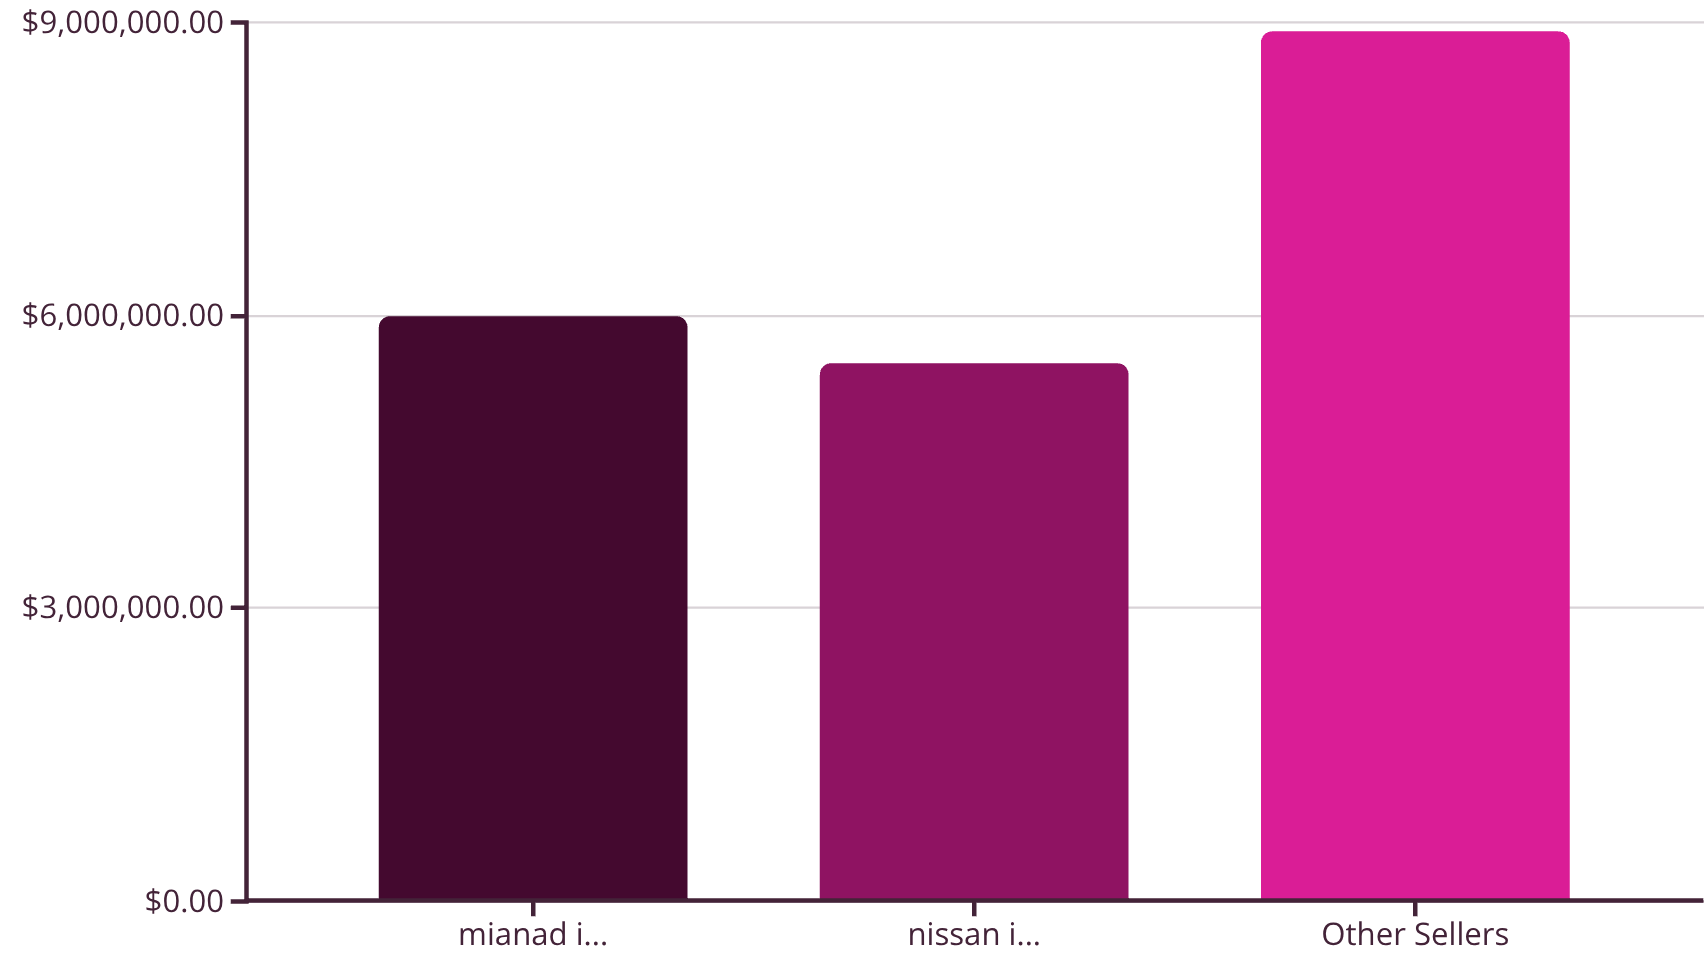 $9,000,000.00
$6,000,000.00
$3,000,000.00
$0.00
mianad i...
nissan i...
Other Sellers